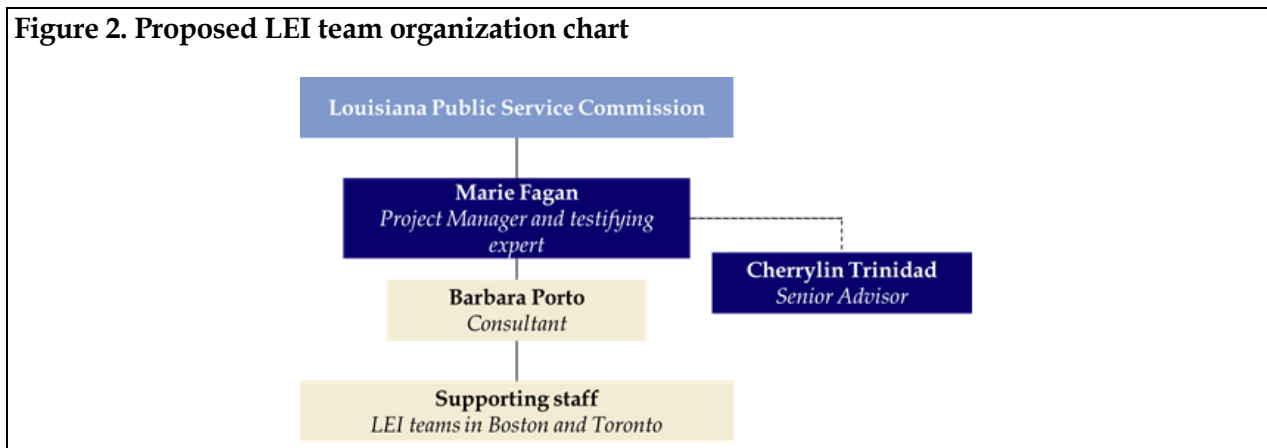 Figure 2. Proposed LEI team organization chart
Louisiana Public Service Commission
Marie Fagan
Project Manager and testifying
expert
Cherrylin Trinidad
Senior Advisor
Barbara Porto
Consultant
Supporting staff
LEI teams in Boston and Toronto